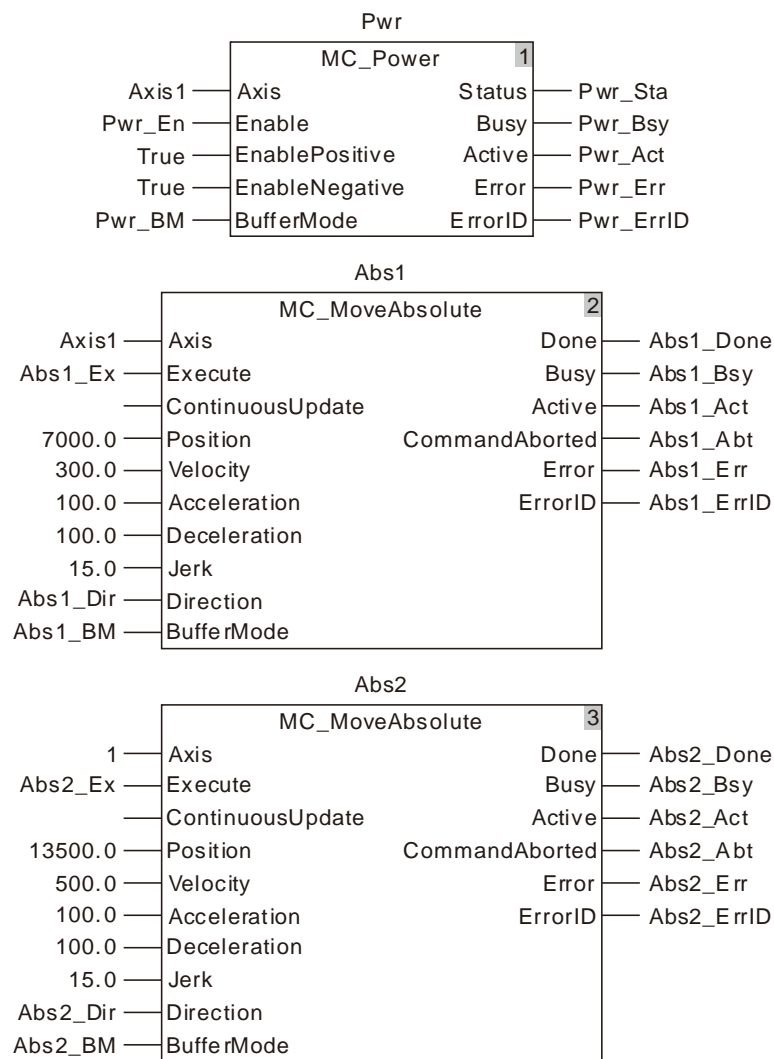 Pwr
MC_Power 1
Axis1 Axis Status Pwr_Sta
Pwr_En Enable Busy Pwr_Bsy
True EnablePositive Active Pwr_Act
True EnableNegative Error Pwr_Err
Pwr_BM BufferMode ErrorID Pwr_ErrID
Abs1
MC_MoveAbsolute 2
Axis1 Axis Done Abs1_Done
Abs1_Ex Execute Busy Abs1_Bsy
ContinuousUpdate Active Abs1_Act
7000.0 Position CommandAborted Abs1_Abt
300.0 Velocity Error Abs1_Err
100.0 Acceleration ErrorID Abs1_ErrID
100.0 Deceleration
15.0 Jerk
Abs1_Dir Direction
Abs1_BM BufferMode
Abs2
MC_MoveAbsolute 3
1 Axis Done Abs2_Done
Abs2_Ex Execute Busy Abs2_Bsy
ContinuousUpdate Active Abs2_Act
13500.0 Position CommandAborted Abs2_Abt
500.0 Velocity Error Abs2_Err
100.0 Acceleration ErrorID Abs2_ErrID
100.0 Deceleration
15.0 Jerk
Abs2_Dir Direction
Abs2_BM BufferMode